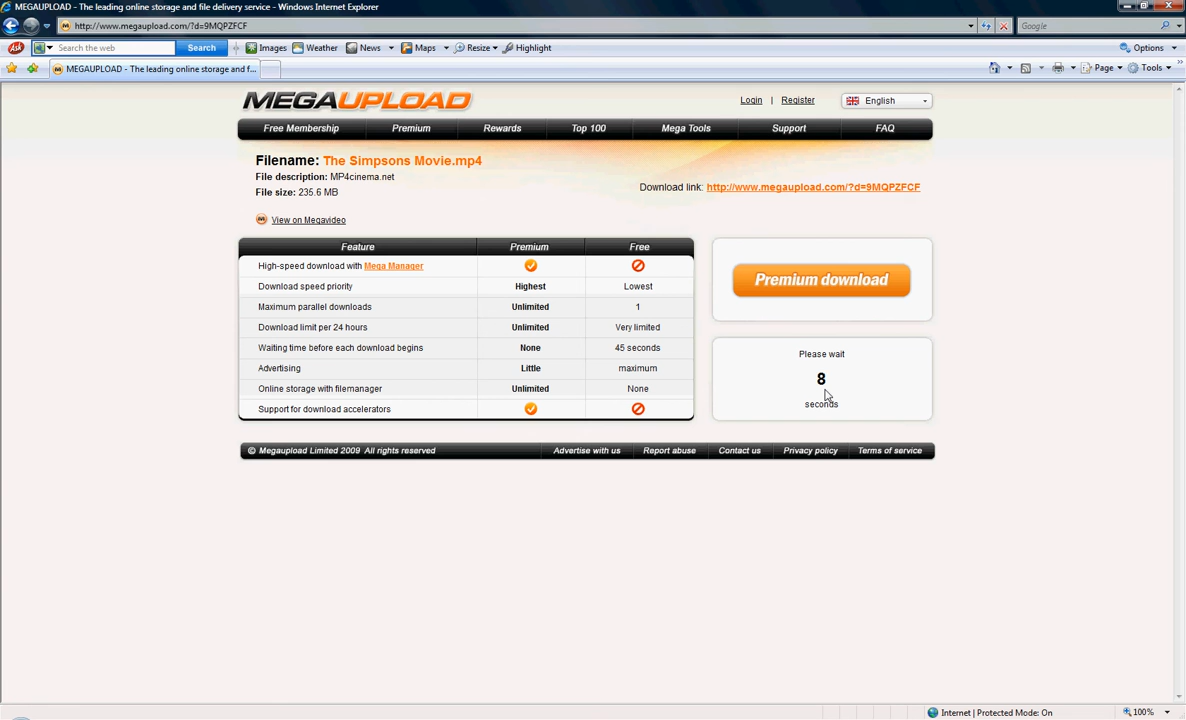 MEGAUPLOAD - The leading online storage and file delivery service - Windows Internet Explorer
http://www.megaupload.com/?d=9MQPZFCF
Google
Search the web
Search
Images
Weather
News
Maps
Resize
Highlight
Options
MEGAUPLOAD - The leading online storage and f...
Page
Tools
MEGAUPLOAD
Login | Register
English
Free Membership
Premium
Rewards
Top 100
Mega Tools
Support
FAQ
Filename: The Simpsons Movie.mp4
File description: MP4cinema.net
File size: 235.6 MB
Download link: http://www.megaupload.com/?d=9MQPZFCF
View on Megavideo
Feature Premium Free
High-speed download with Mega Manager
Download speed priority Highest Lowest
Maximum parallel downloads Unlimited 1
Download limit per 24 hours Unlimited Very limited
Waiting time before each download begins None 45 seconds
Advertising Little maximum
Online storage with filemanager Unlimited None
Support for download accelerators
Premium download
Please wait
8
seconds
© Megaupload Limited 2009 All rights reserved
Advertise with us
Report abuse
Contact us
Privacy policy
Terms of service
Internet | Protected Mode: On
100%